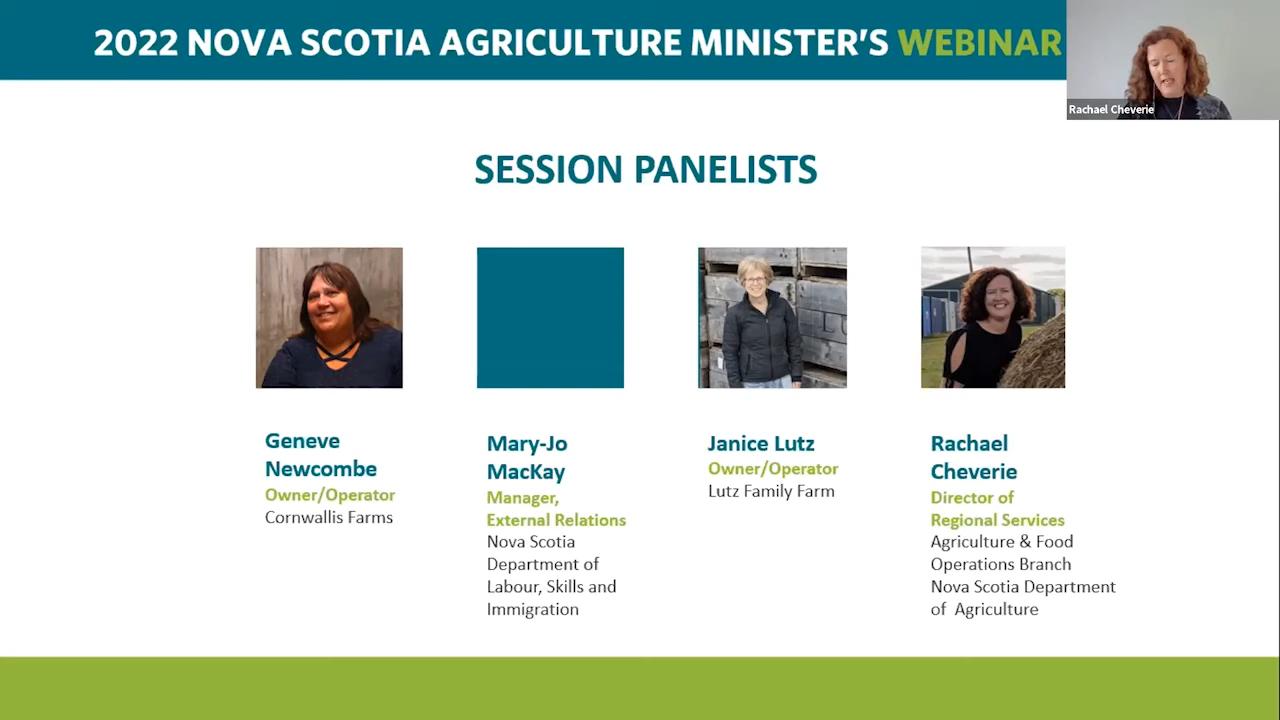 2022 NOVA SCOTIA AGRICULTURE MINISTER'S WEBINAR
Rachael Cheverie
SESSION PANELISTS
Geneve
Newcombe
Owner/Operator
Cornwallis Farms
Mary-Jo
MacKay
Manager,
External Relations
Nova Scotia
Department of
Labour, Skills and
Immigration
Janice Lutz
Owner/Operator
Lutz Family Farm
Rachael
Cheverie
Director of
Regional Services
Agriculture & Food
Operations Branch
Nova Scotia Department
of Agriculture